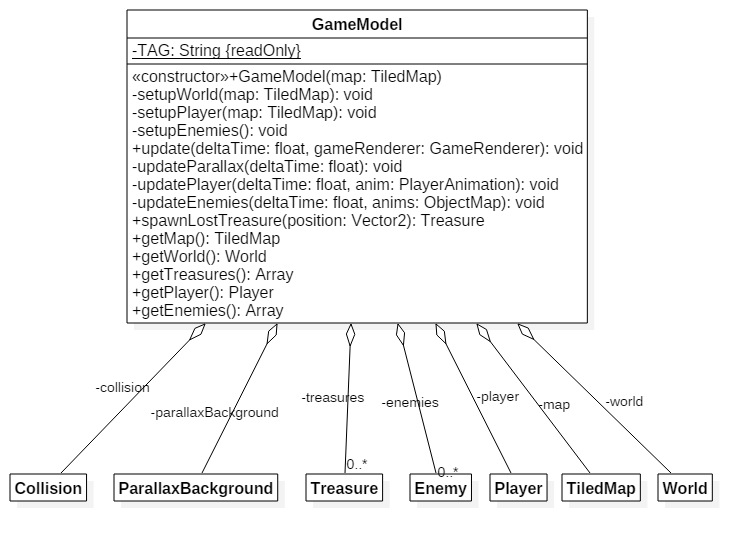 GameModel
-TAG: String {readOnly}
«constructor»+GameModel(map: TiledMap)
-setupWorld(map: TiledMap): void
-setupPlayer(map: TiledMap): void
-setupEnemies(): void
+update(deltaTime: float, gameRenderer: GameRenderer): void
-updateParallax(deltaTime: float): void
-updatePlayer(deltaTime: float, anim: PlayerAnimation): void
-updateEnemies(deltaTime: float, anims: ObjectMap): void
+spawnLostTreasure(position: Vector2): Treasure
+getMap(): TiledMap
+getWorld(): World
+getTreasures(): Array
+getPlayer(): Player
+getEnemies(): Array
-collision
-parallaxBackground
-treasures
-enemies
-player
-map
-world
0..*
0..*
Collision
ParallaxBackground
Treasure
Enemy
Player
TiledMap
World